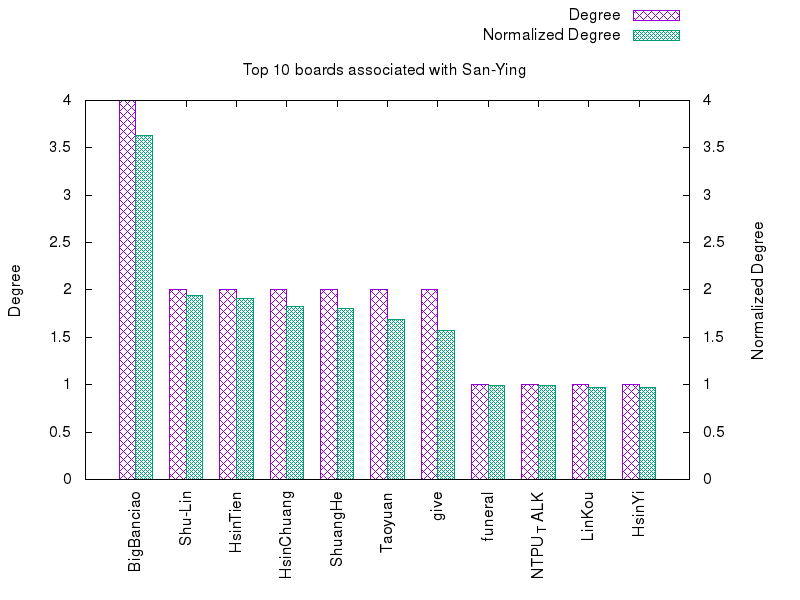 Degree
Normalized Degree
Top 10 boards associated with San-Ying
4
3.5
3
2.5
2
1.5
1
0.5
0
4
3.5
3
2.5
2
1.5
1
0.5
0
Degree
Normalized Degree
BigBanciao
Shu-Lin
HsinTien
HsinChuang
ShuangHe
Taoyuan
give
funeral
NTPU_TALK
LinKou
HsinYi